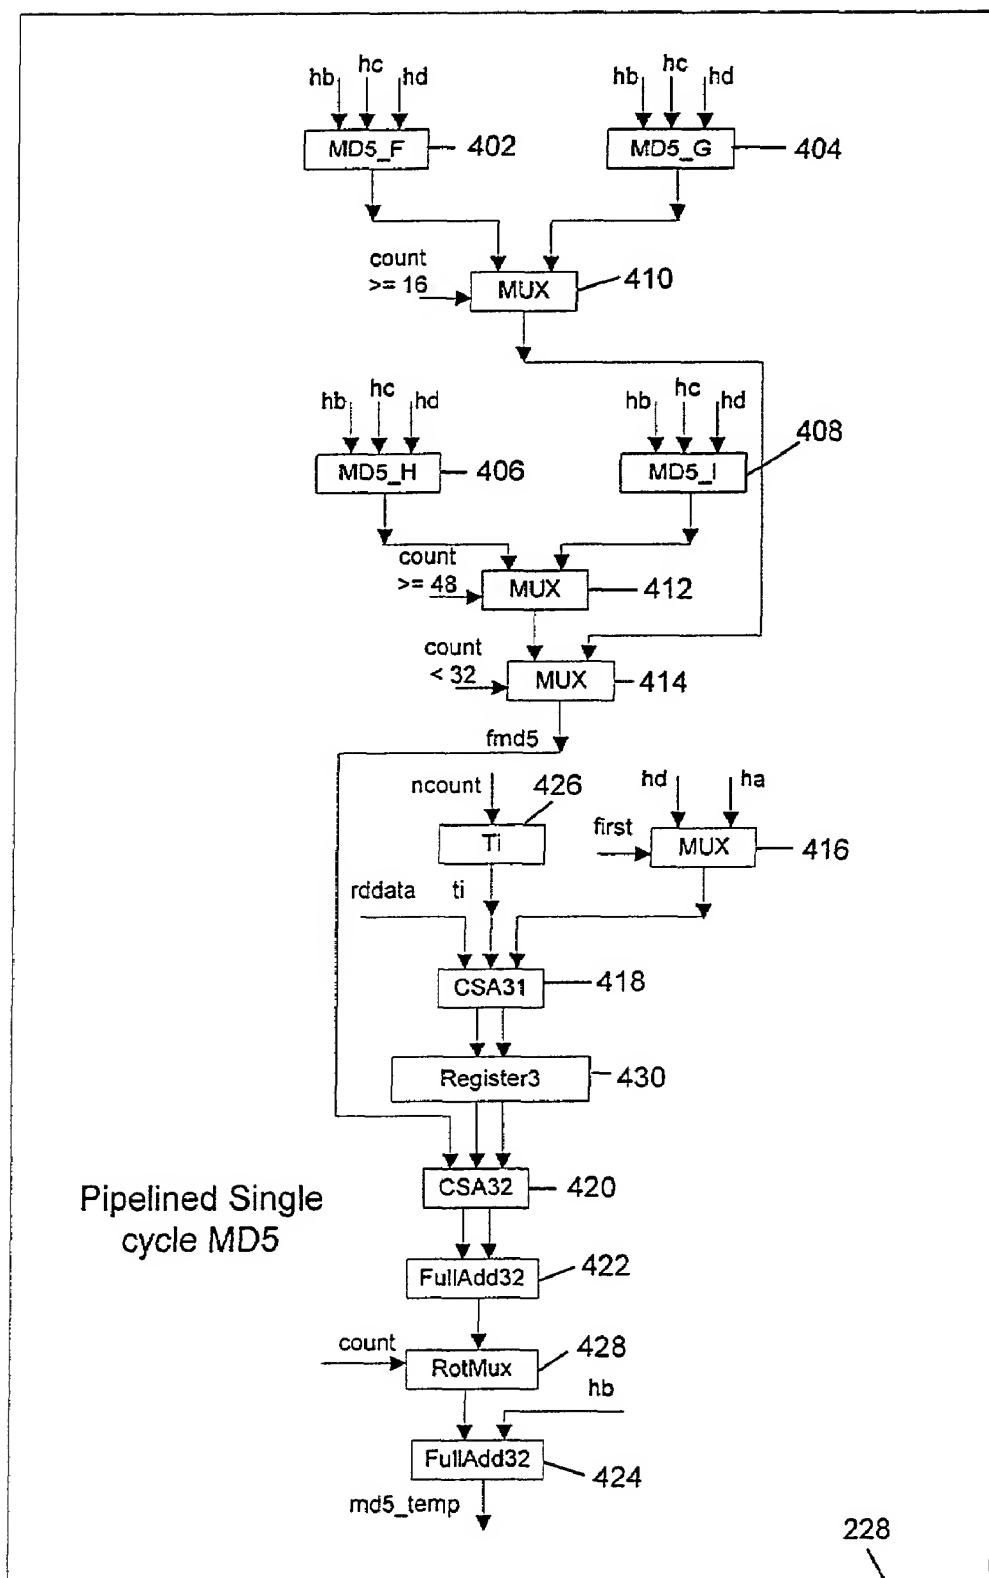 hb hc hd hb hc hd
MD5_F 402 MD5_G 404
count
>= 16 MUX 410
hb hc hd hb hc hd
408
MD5_H 406 MD5_I
count
>= 48 MUX 412
count
< 32 MUX 414
fmd5
ncount 426 hd ha
first
Ti MUX 416
rddata ti
CSA31 418
Register3 430
CSA32 420
Pipelined Single
cycle MD5
FullAdd32 422
count 428
RotMux
hb
FullAdd32 424
md5_temp
228